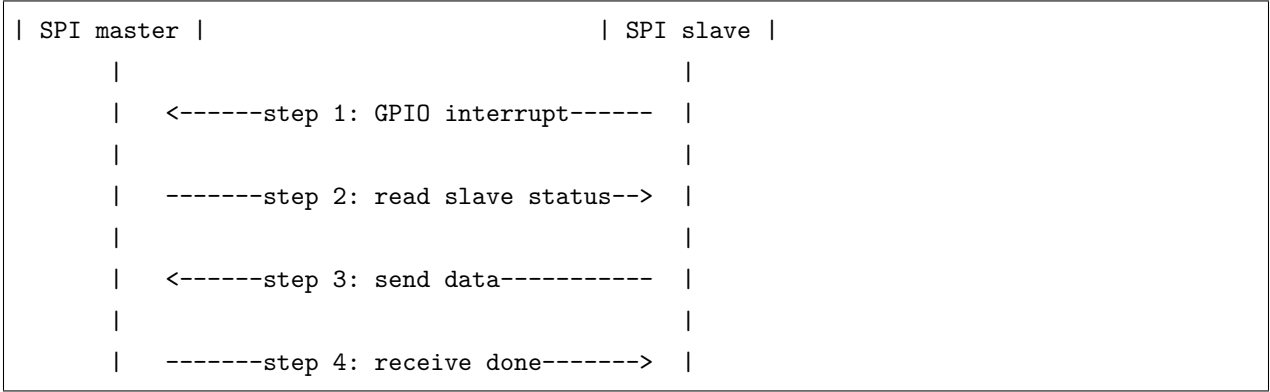 | SPI master |                        | SPI slave |
      |                                  |
      |   <------step 1: GPIO interrupt------  |
      |                                  |
      |   -------step 2: read slave status-->  |
      |                                  |
      |   <------step 3: send data-----------  |
      |                                  |
      |   -------step 4: receive done------->  |